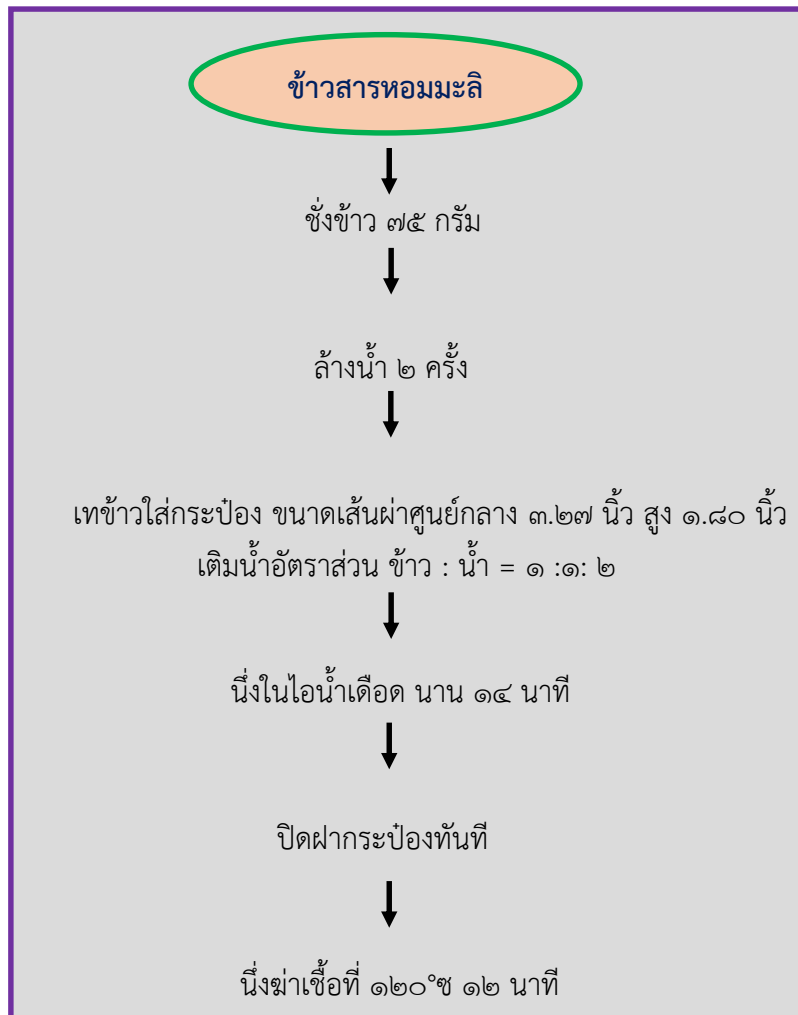 ข้าวสารหอมมะลิ
ชั่งข้าว ๗๕ กรัม
ล้างน้ำ ๒ ครั้ง
เทข้าวใส่กระป๋อง ขนาดเส้นผ่าศูนย์กลาง ๓.๒๗ นิ้ว สูง ๑.๘๐ นิ้ว
เติมน้ำอัตราส่วน ข้าว : น้ำ = ๑ :๑: ๒
นึ่งในไอน้ำเดือด นาน ๑๔ นาที
ปิดฝากระป๋องทันที
นึ่งฆ่าเชื้อที่ ๑๒๐°ซ ๑๒ นาที